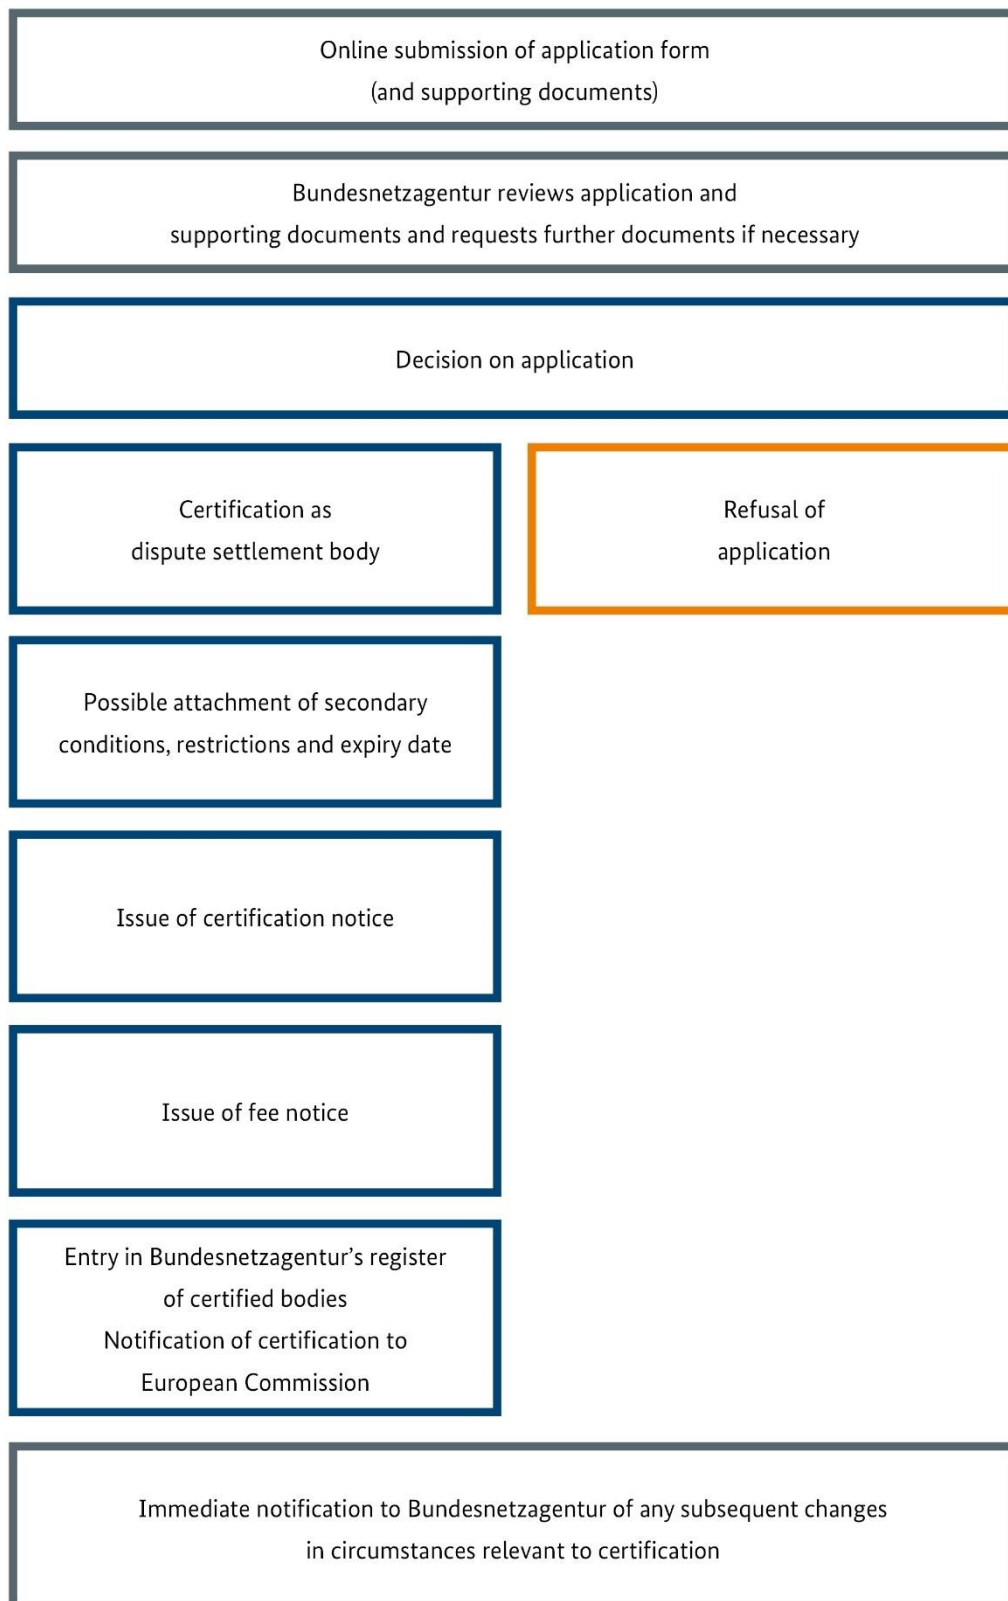 Online submission of application form
(and supporting documents)
Bundesnetzagentur reviews application and
supporting documents and requests further documents if necessary
Decision on application
Certification as
dispute settlement body
Refusal of
application
Possible attachment of secondary
conditions, restrictions and expiry date
Issue of certification notice
Issue of fee notice
Entry in Bundesnetzagentur’s register
of certified bodies
Notification of certification to
European Commission
Immediate notification to Bundesnetzagentur of any subsequent changes
in circumstances relevant to certification